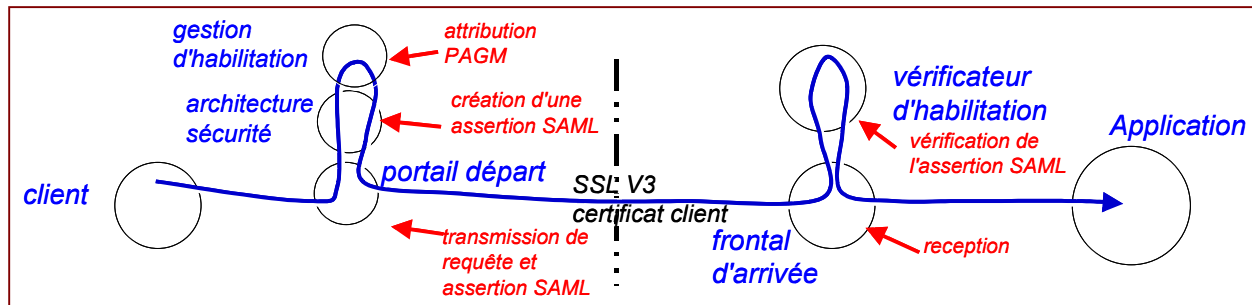 gestion
d'habilitation
attribution
PAGM
architecture
sécurité
création d'une
assertion SAML
client
portail départ
transmission de
requête et
assertion SAML
SSL V3
certificat client
vérificateur
d'habilitation
vérification de
l'assertion SAML
frontal
d'arrivée
reception
Application